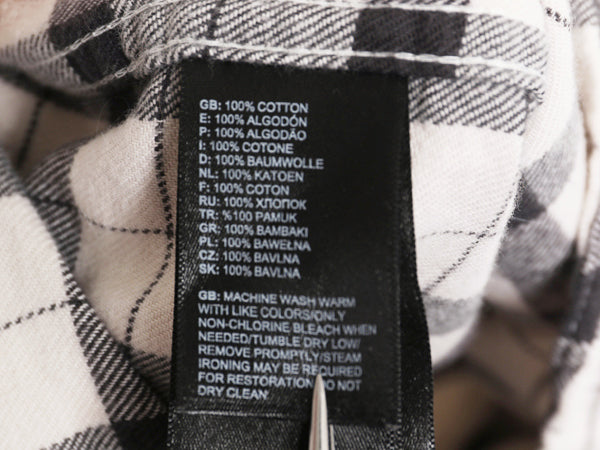 GB: 100% COTTON
E: 100% ALGODÓN
P: 100% ALGODÃO
I: 100% COTONE
D: 100% BAUMWOLLE
NL: 100% KATOEN
F: 100% COTON
RU: 100% ХЛОПОК
TR: %100 PAMUK
GR: 100% BAMBAKI
PL: 100% BAWEŁNA
CZ: 100% BAVLNA
SK: 100% BAVLNA
GB: MACHINE WASH WARM
WITH LIKE COLORS/ONLY
NON-CHLORINE BLEACH WHEN
NEEDED/TUMBLE DRY LOW/
REMOVE PROMPTLY/STEAM
IRONING MAY BE REQUIRED
FOR RESTORATION/DO NOT
DRY CLEAN